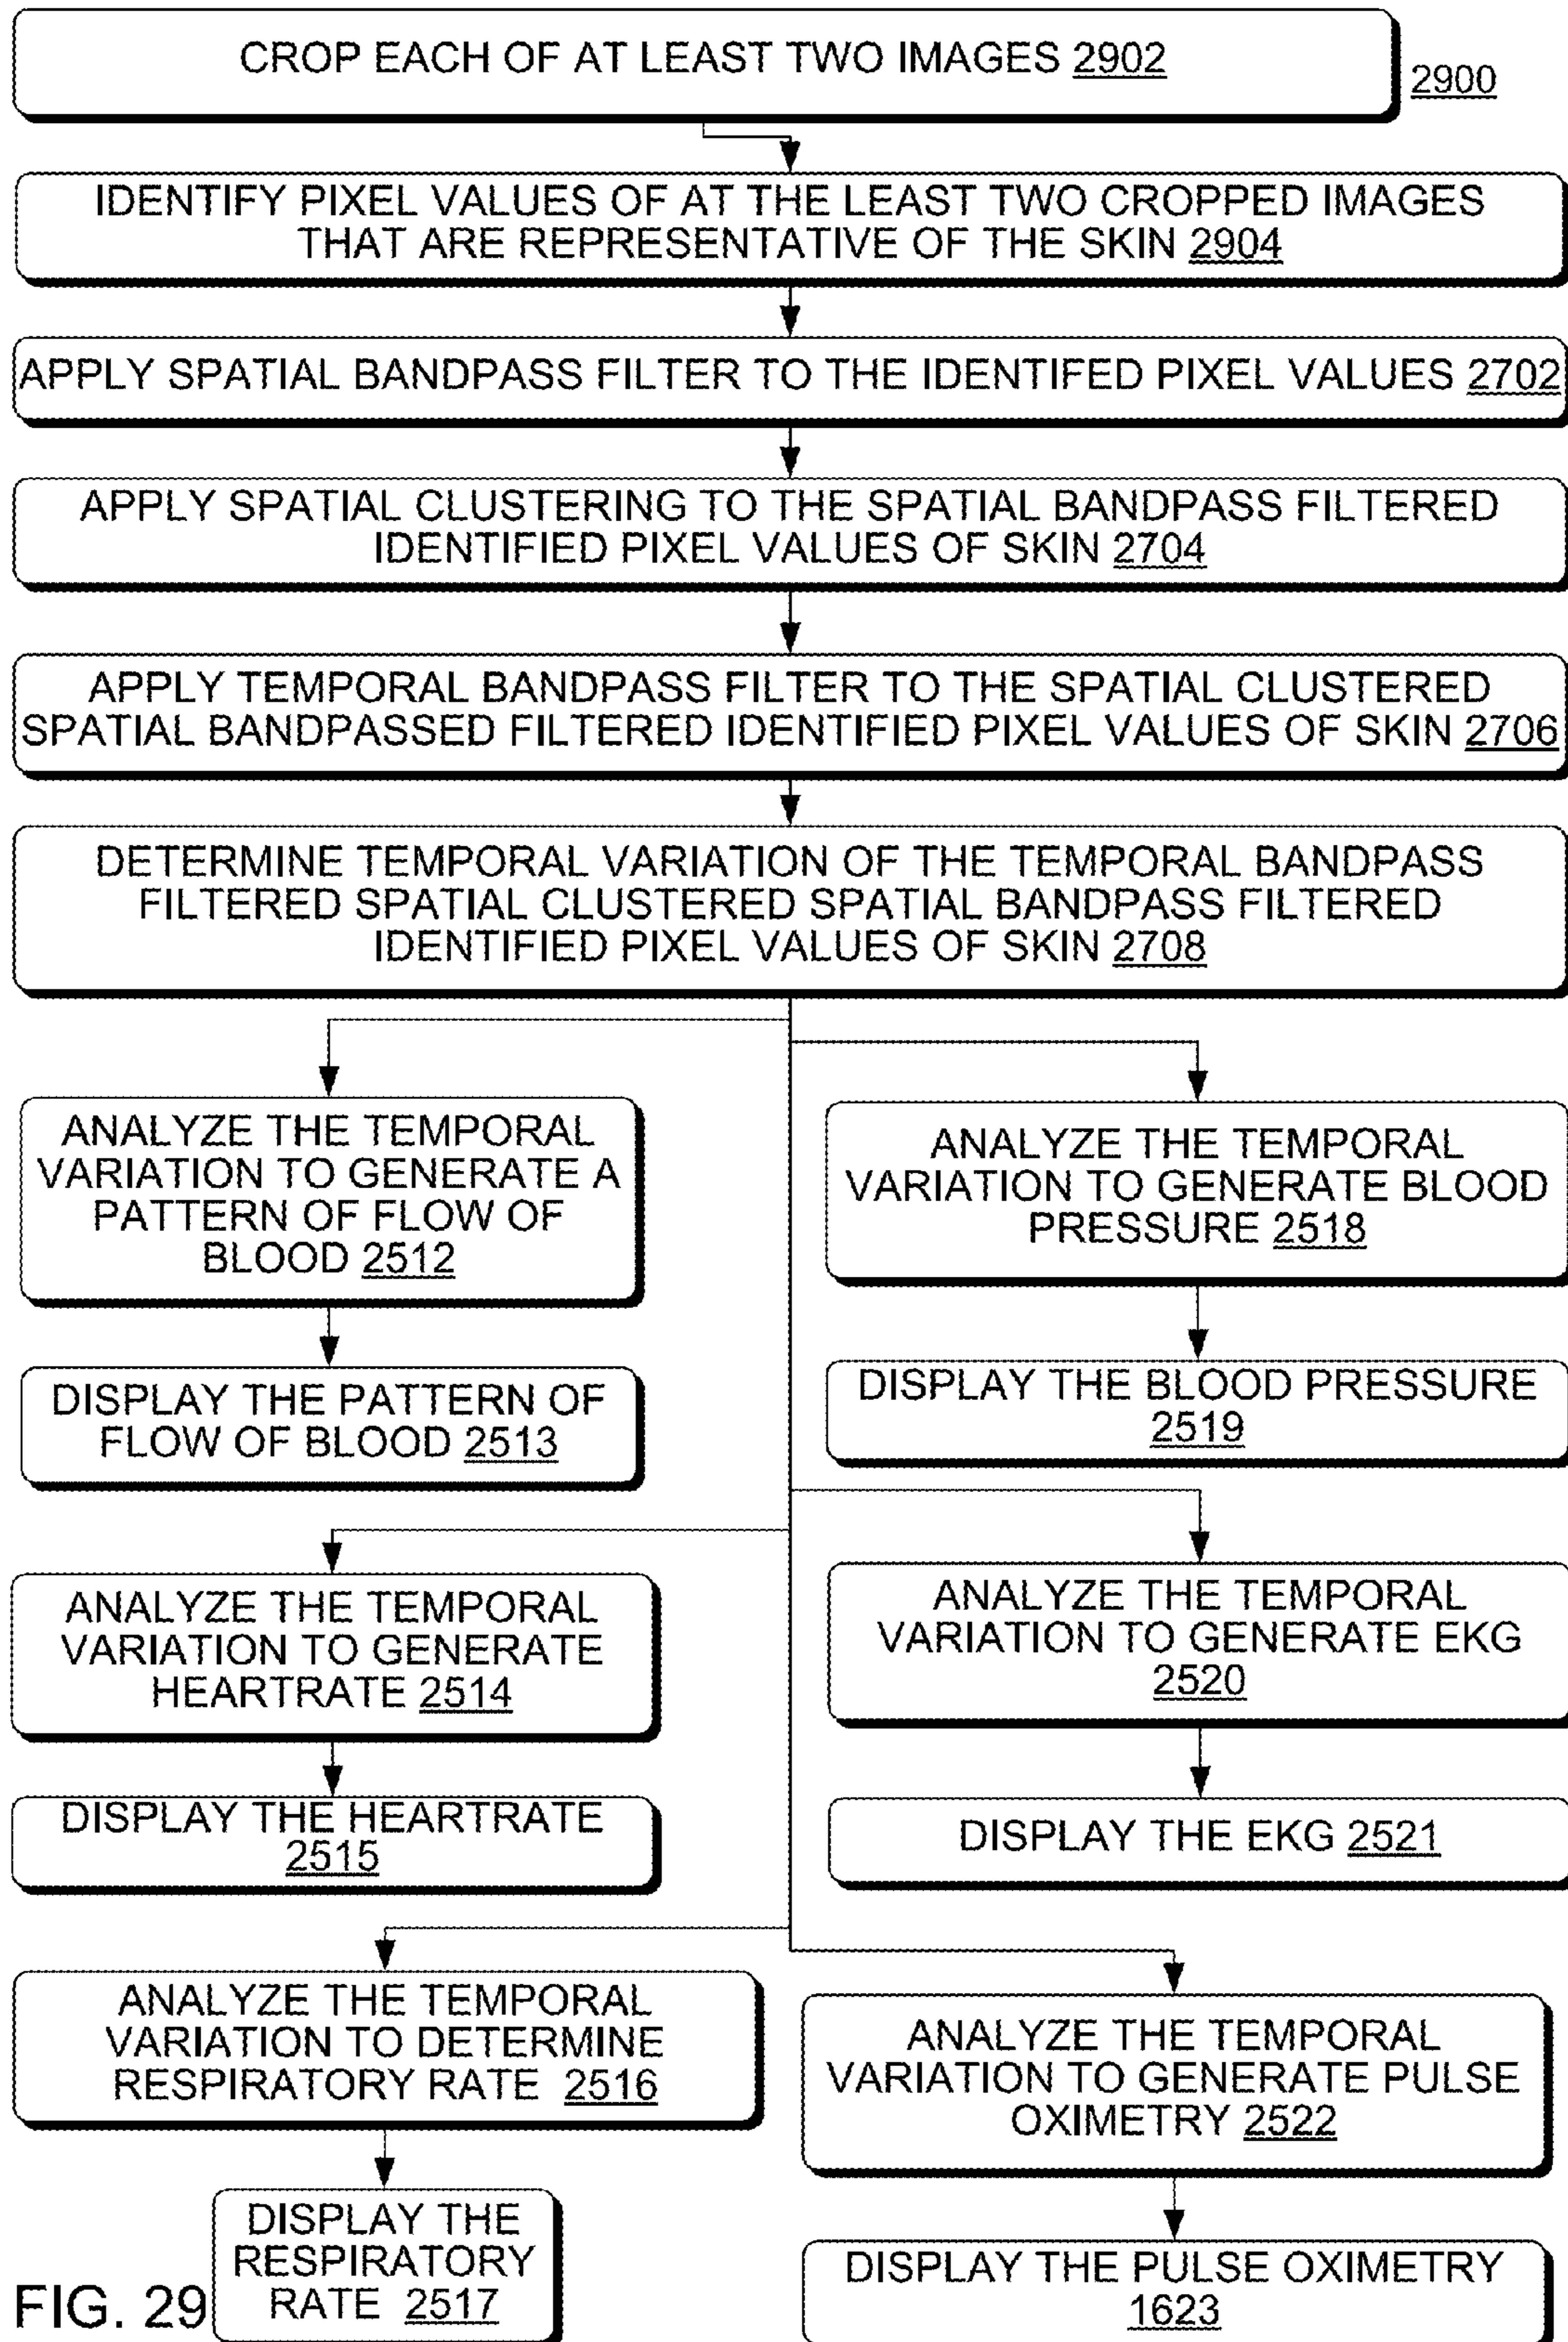 CROP EACH OF AT LEAST TWO IMAGES 2902
2900
IDENTIFY PIXEL VALUES OF AT THE LEAST TWO CROPPED IMAGES
THAT ARE REPRESENTATIVE OF THE SKIN 2904
APPLY SPATIAL BANDPASS FILTER TO THE IDENTIFED PIXEL VALUES 2702
APPLY SPATIAL CLUSTERING TO THE SPATIAL BANDPASS FILTERED
IDENTIFIED PIXEL VALUES OF SKIN 2704
APPLY TEMPORAL BANDPASS FILTER TO THE SPATIAL CLUSTERED
SPATIAL BANDPASSED FILTERED IDENTIFIED PIXEL VALUES OF SKIN 2706
DETERMINE TEMPORAL VARIATION OF THE TEMPORAL BANDPASS
FILTERED SPATIAL CLUSTERED SPATIAL BANDPASS FILTERED
IDENTIFIED PIXEL VALUES OF SKIN 2708
ANALYZE THE TEMPORAL
VARIATION TO GENERATE A
PATTERN OF FLOW OF
BLOOD 2512
ANALYZE THE TEMPORAL
VARIATION TO GENERATE BLOOD
PRESSURE 2518
DISPLAY THE PATTERN OF
FLOW OF BLOOD 2513
DISPLAY THE BLOOD PRESSURE
2519
ANALYZE THE TEMPORAL
VARIATION TO GENERATE
HEARTRATE 2514
ANALYZE THE TEMPORAL
VARIATION TO GENERATE EKG
2520
DISPLAY THE HEARTRATE
2515
DISPLAY THE EKG 2521
ANALYZE THE TEMPORAL
VARIATION TO DETERMINE
RESPIRATORY RATE 2516
ANALYZE THE TEMPORAL
VARIATION TO GENERATE PULSE
OXIMETRY 2522
DISPLAY THE
RESPIRATORY
RATE 2517
DISPLAY THE PULSE OXIMETRY
1623
FIG. 29